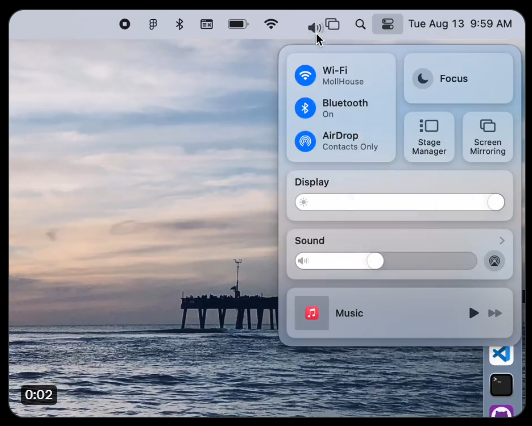 Tue Aug 13 9:59 AM
Wi-Fi
MollHouse
Bluetooth
On
AirDrop
Contacts Only
Focus
Stage
Manager
Screen
Mirroring
Display
Sound
Music
0:02